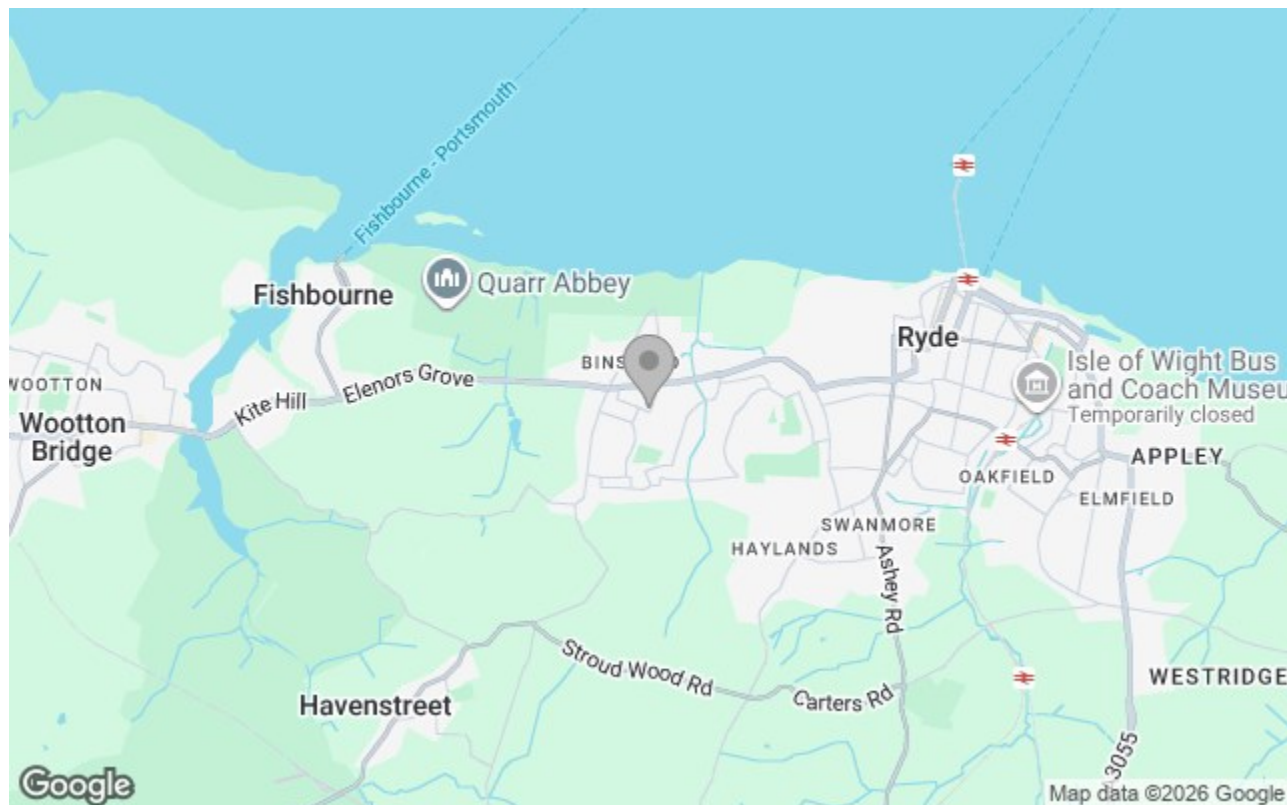 Fishbourne - Portsmouth
Fishbourne
Quarr Abbey
Ryde
Isle of Wight Bus
and Coach Museu
Temporarily closed
WOOTTON
Wootton
Bridge
Kite Hill
Elenors Grove
APPLEY
OAKFIELD
ELMFIELD
SWANMORE
HAYLANDS
Ashey Rd
Stroud Wood Rd
Carters Rd
WESTRIDGE
Havenstreet
3055
Google
Map data ©2026 Google